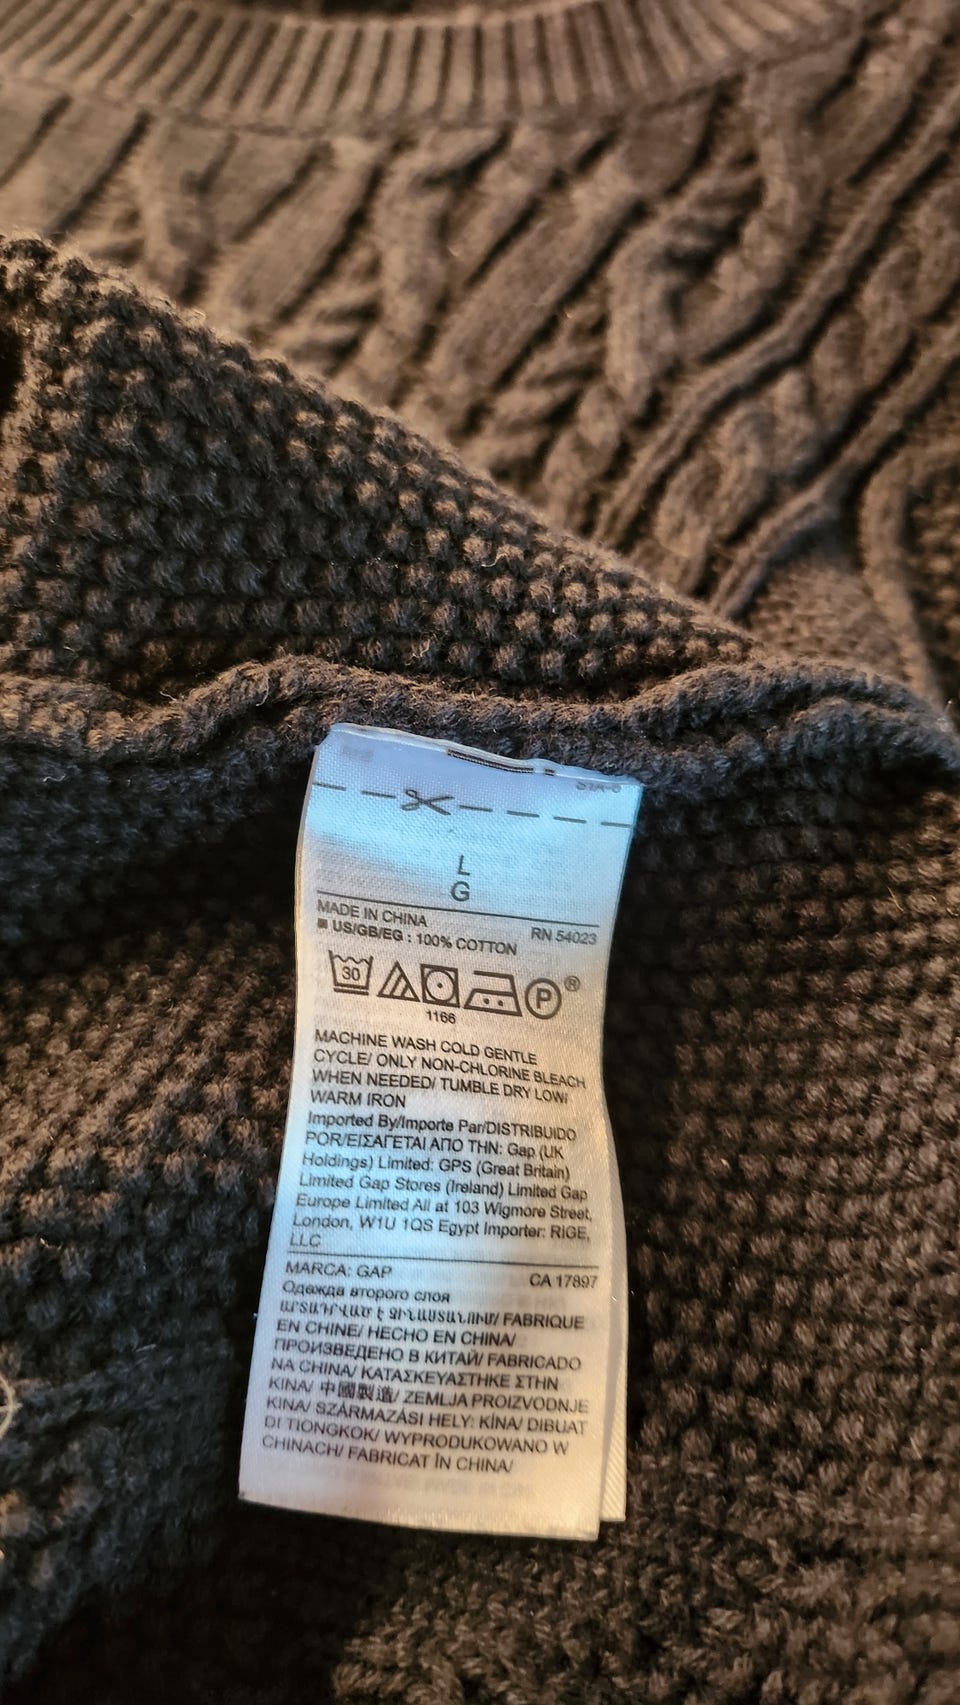 L
G
MADE IN CHINA
RN 54023
■ US/GB/EG : 100% COTTON
30
P ®
1166
MACHINE WASH COLD GENTLE
CYCLE/ ONLY NON-CHLORINE BLEACH
WHEN NEEDED/ TUMBLE DRY LOW/
WARM IRON
Imported By/Importe Par/DISTRIBUIDO
POR/ΕΙΣΑΓΕΤΑΙ ΑΠΟ ΤΗΝ: Gap (UK
Holdings) Limited: GPS (Great Britain)
Limited Gap Stores (Ireland) Limited Gap
Europe Limited All at 103 Wigmore Street,
London, W1U 1QS Egypt Importer: RIGE,
LLC
MARCA: GAP
CA 17897
Одежда второго слоя
ԱՐՏԱԴՐՎԱԾ է ՉԻՆԱՍՏԱՆՈՒՄ/ FABRIQUE
EN CHINE/ HECHO EN CHINA/
ПРОИЗВЕДЕНО В КИТАЙ/ FABRICADO
NA CHINA/ ΚΑΤΑΣΚΕΥΑΣΤΗΚΕ ΣΤΗΝ
ΚΙΝΑ/ 中國製造/ ZEMLJA PROIZVODNJE
KINA/ SZÁRMAZÁSI HELY: KÍNA/ DIBUAT
DI TIONGKOK/ WYPRODUKOWANO W
CHINACH/ FABRICAT ÎN CHINA/